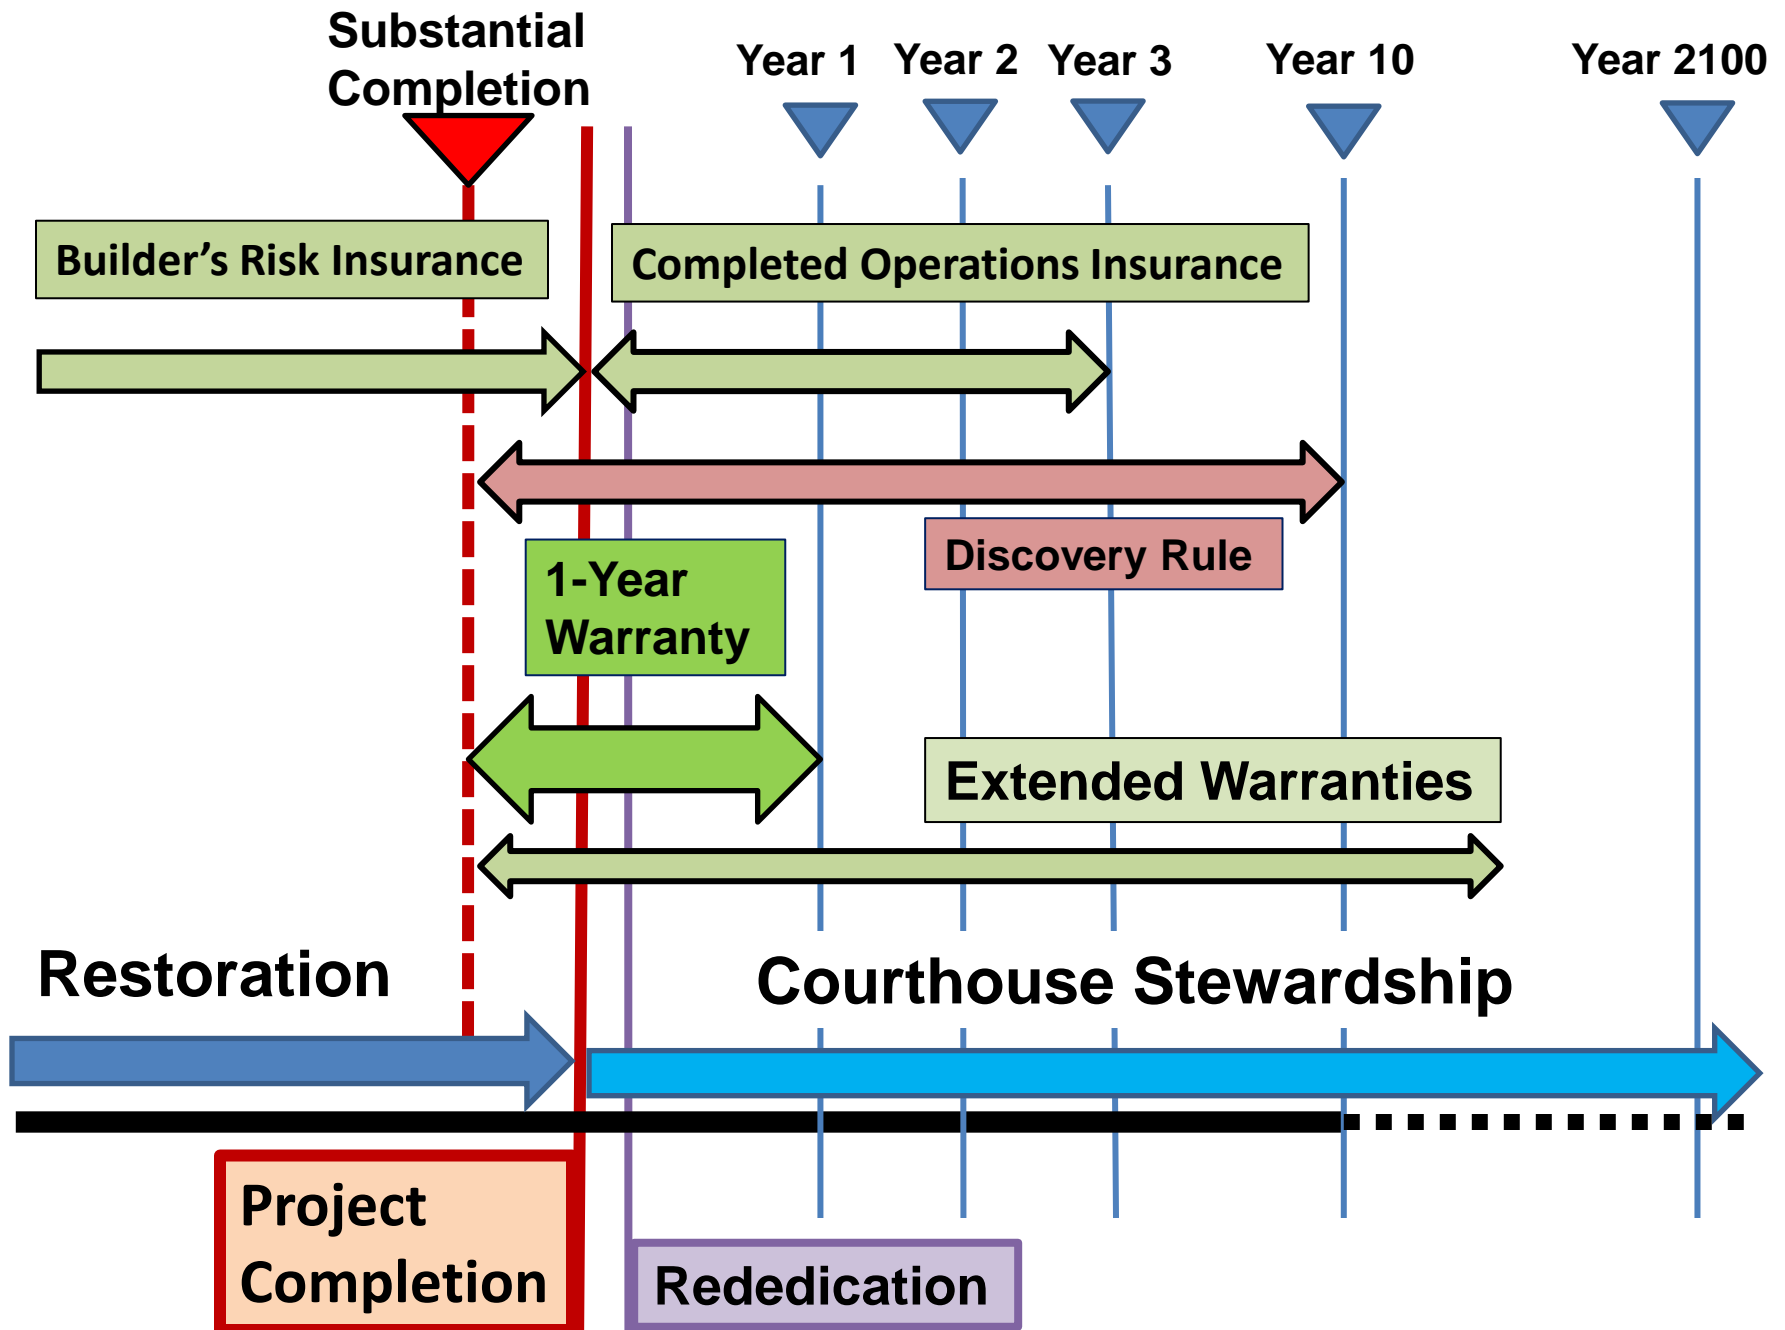 Substantial
Completion
Year 1
Year 2
Year 3
Year 10
Year 2100
Builder’s Risk Insurance
Completed Operations Insurance
Discovery Rule
1-Year
Warranty
Extended Warranties
Restoration
Courthouse Stewardship
Project
Completion
Rededication